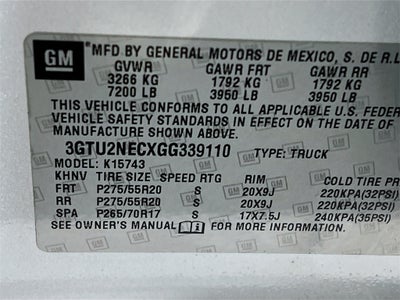 GM
MFD BY GENERAL MOTORS DE MEXICO, S. DE R.L
GVWR GAWR FRT GAWR RR
3266 KG 1792 KG 1792 KG
7200 LB 3950 LB 3950 LB
THIS VEHICLE CONFORMS TO ALL APPLICABLE U.S. FEDER
SAFETY STANDARDS IN EFFECT ON THE DATE OF
MANUFACTURE SHOWN ABOVE.
3GTU2NECXGG339110 TYPE: TRUCK
MODEL: K15743
KHNV TIRE SIZE SPEED RTG RIM COLD TIRE PR
FRT P275/55R20 S 20X9J 220KPA(32PSI)
RR P275/55R20 S 20X9J 220KPA(32PSI)
SPA P265/70R17 S 17X7.5J 240KPA(35PSI)
SEE OWNER'S MANUAL FOR MORE INFORMATION.